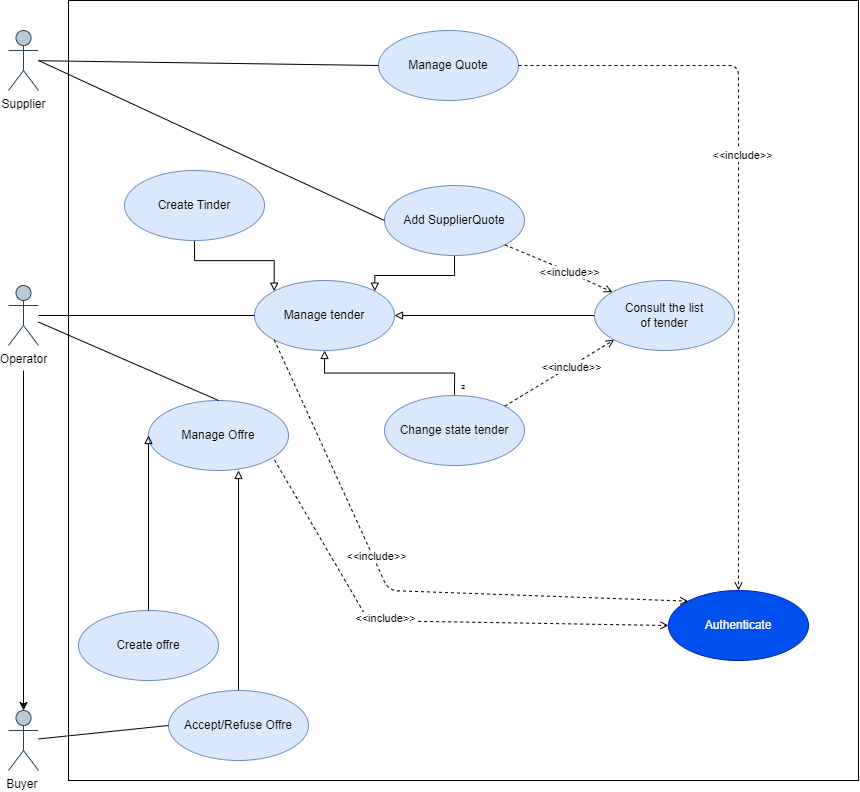 Manage Quote
Supplier
<<include>>
Create Tinder
Add SupplierQuote
<<include>>
Manage tender
Consult the list
of tender
Operator
<<include>>
2
Change state tender
Manage Offre
<<include>>
<<include>>
Authenticate
Create offre
Accept/Refuse Offre
Buyer